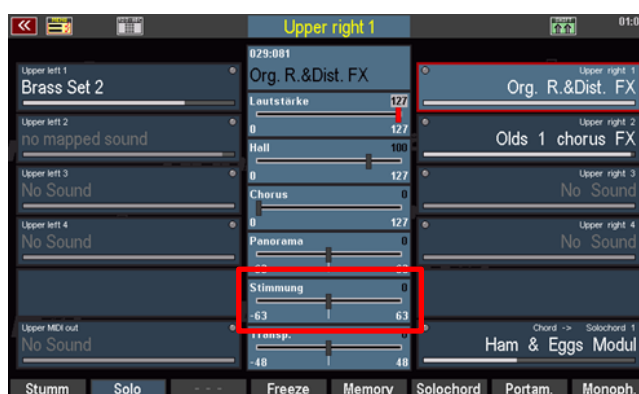 Upper right 1
01:0
029:081
Org. R.&Dist. FX
Upper left 1
Brass Set 2
Upper left 2
no mapped sound
Upper left 3
No Sound
Upper left 4
No Sound
Upper MIDI out
No Sound
Lautstärke 127
0 127
Hall 100
0 127
Chorus 0
0 127
Panorama 0
Stimmung 0
-63 63
Transp. 0
-48 48
Upper right 1
Org. R.&Dist. FX
Upper right 2
Olds 1 chorus FX
Upper right 3
No Sound
Upper right 4
No Sound
Chord -> Solochord 1
Ham & Eggs Modul
Stumm Solo - - - Freeze Memory Solochord Portam. Monoph.